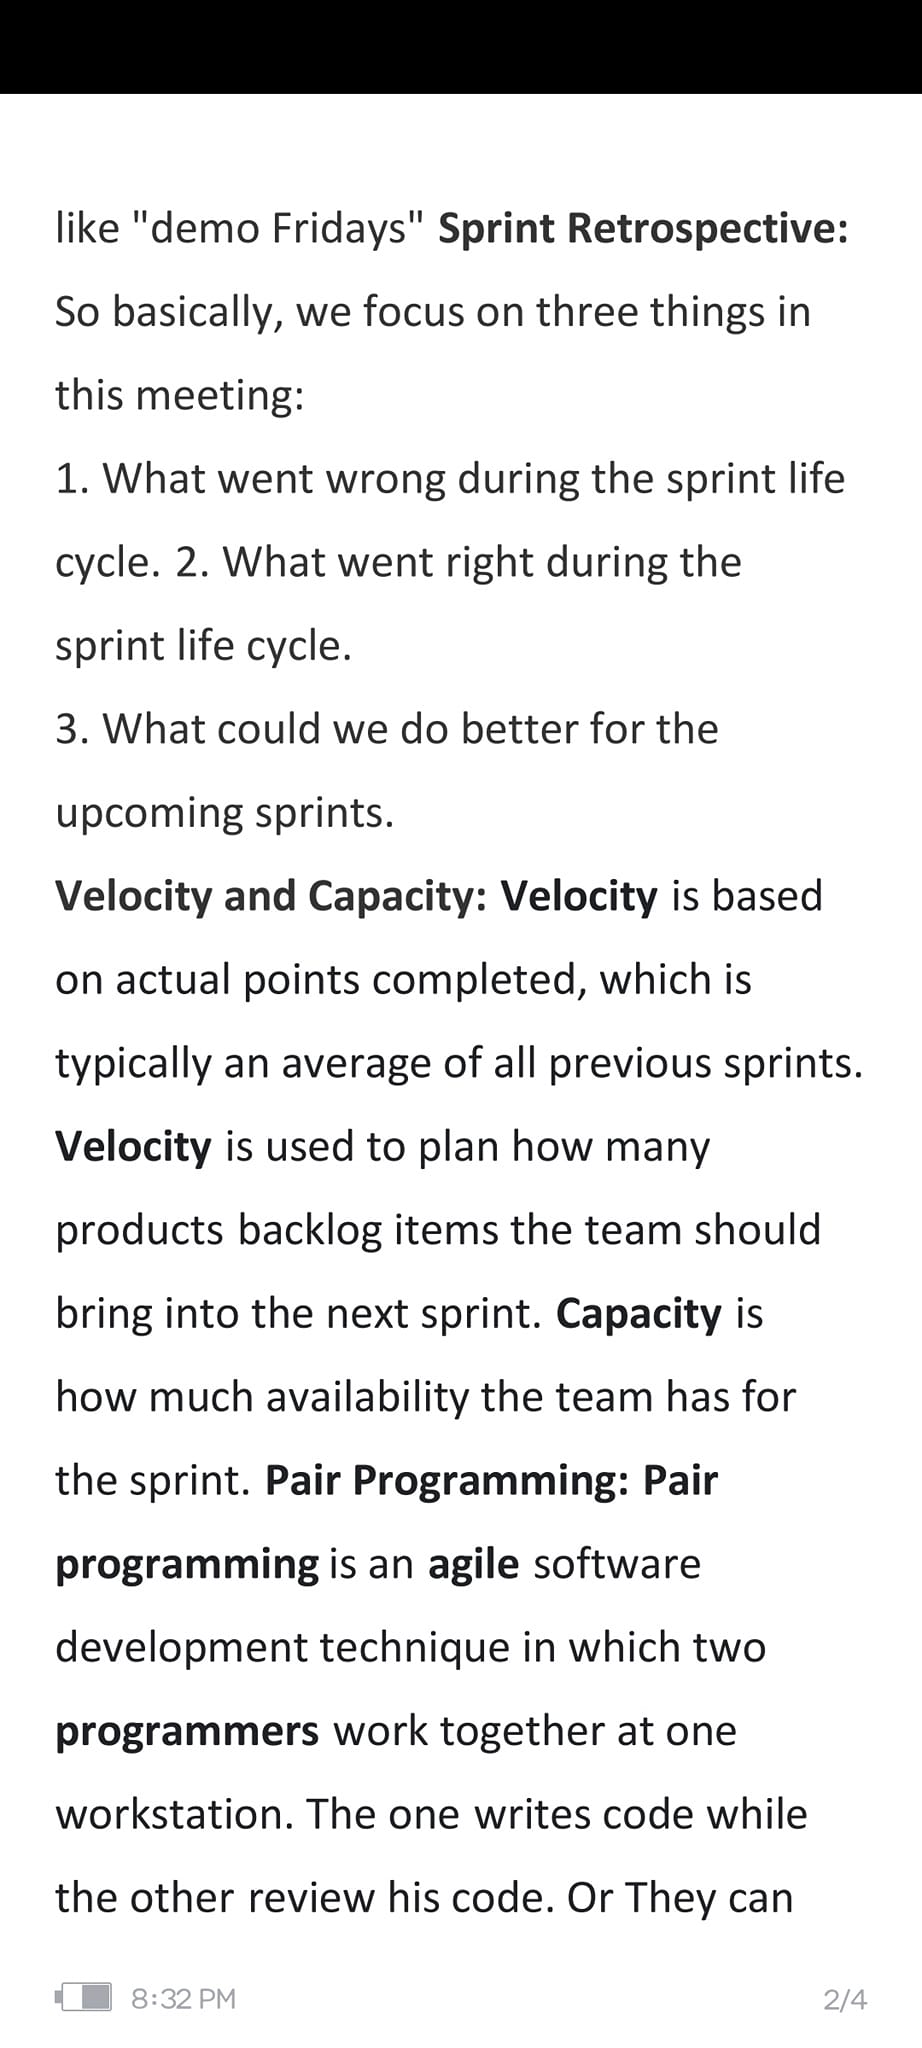 like "demo Fridays" Sprint Retrospective:
So basically, we focus on three things in
this meeting:
1. What went wrong during the sprint life
cycle. 2. What went right during the
sprint life cycle.
3. What could we do better for the
upcoming sprints.
Velocity and Capacity: Velocity is based
on actual points completed, which is
typically an average of all previous sprints.
Velocity is used to plan how many
products backlog items the team should
bring into the next sprint. Capacity is
how much availability the team has for
the sprint. Pair Programming: Pair
programming is an agile software
development technique in which two
programmers work together at one
workstation. The one writes code while
the other review his code. Or They can
8:32 PM
2/4